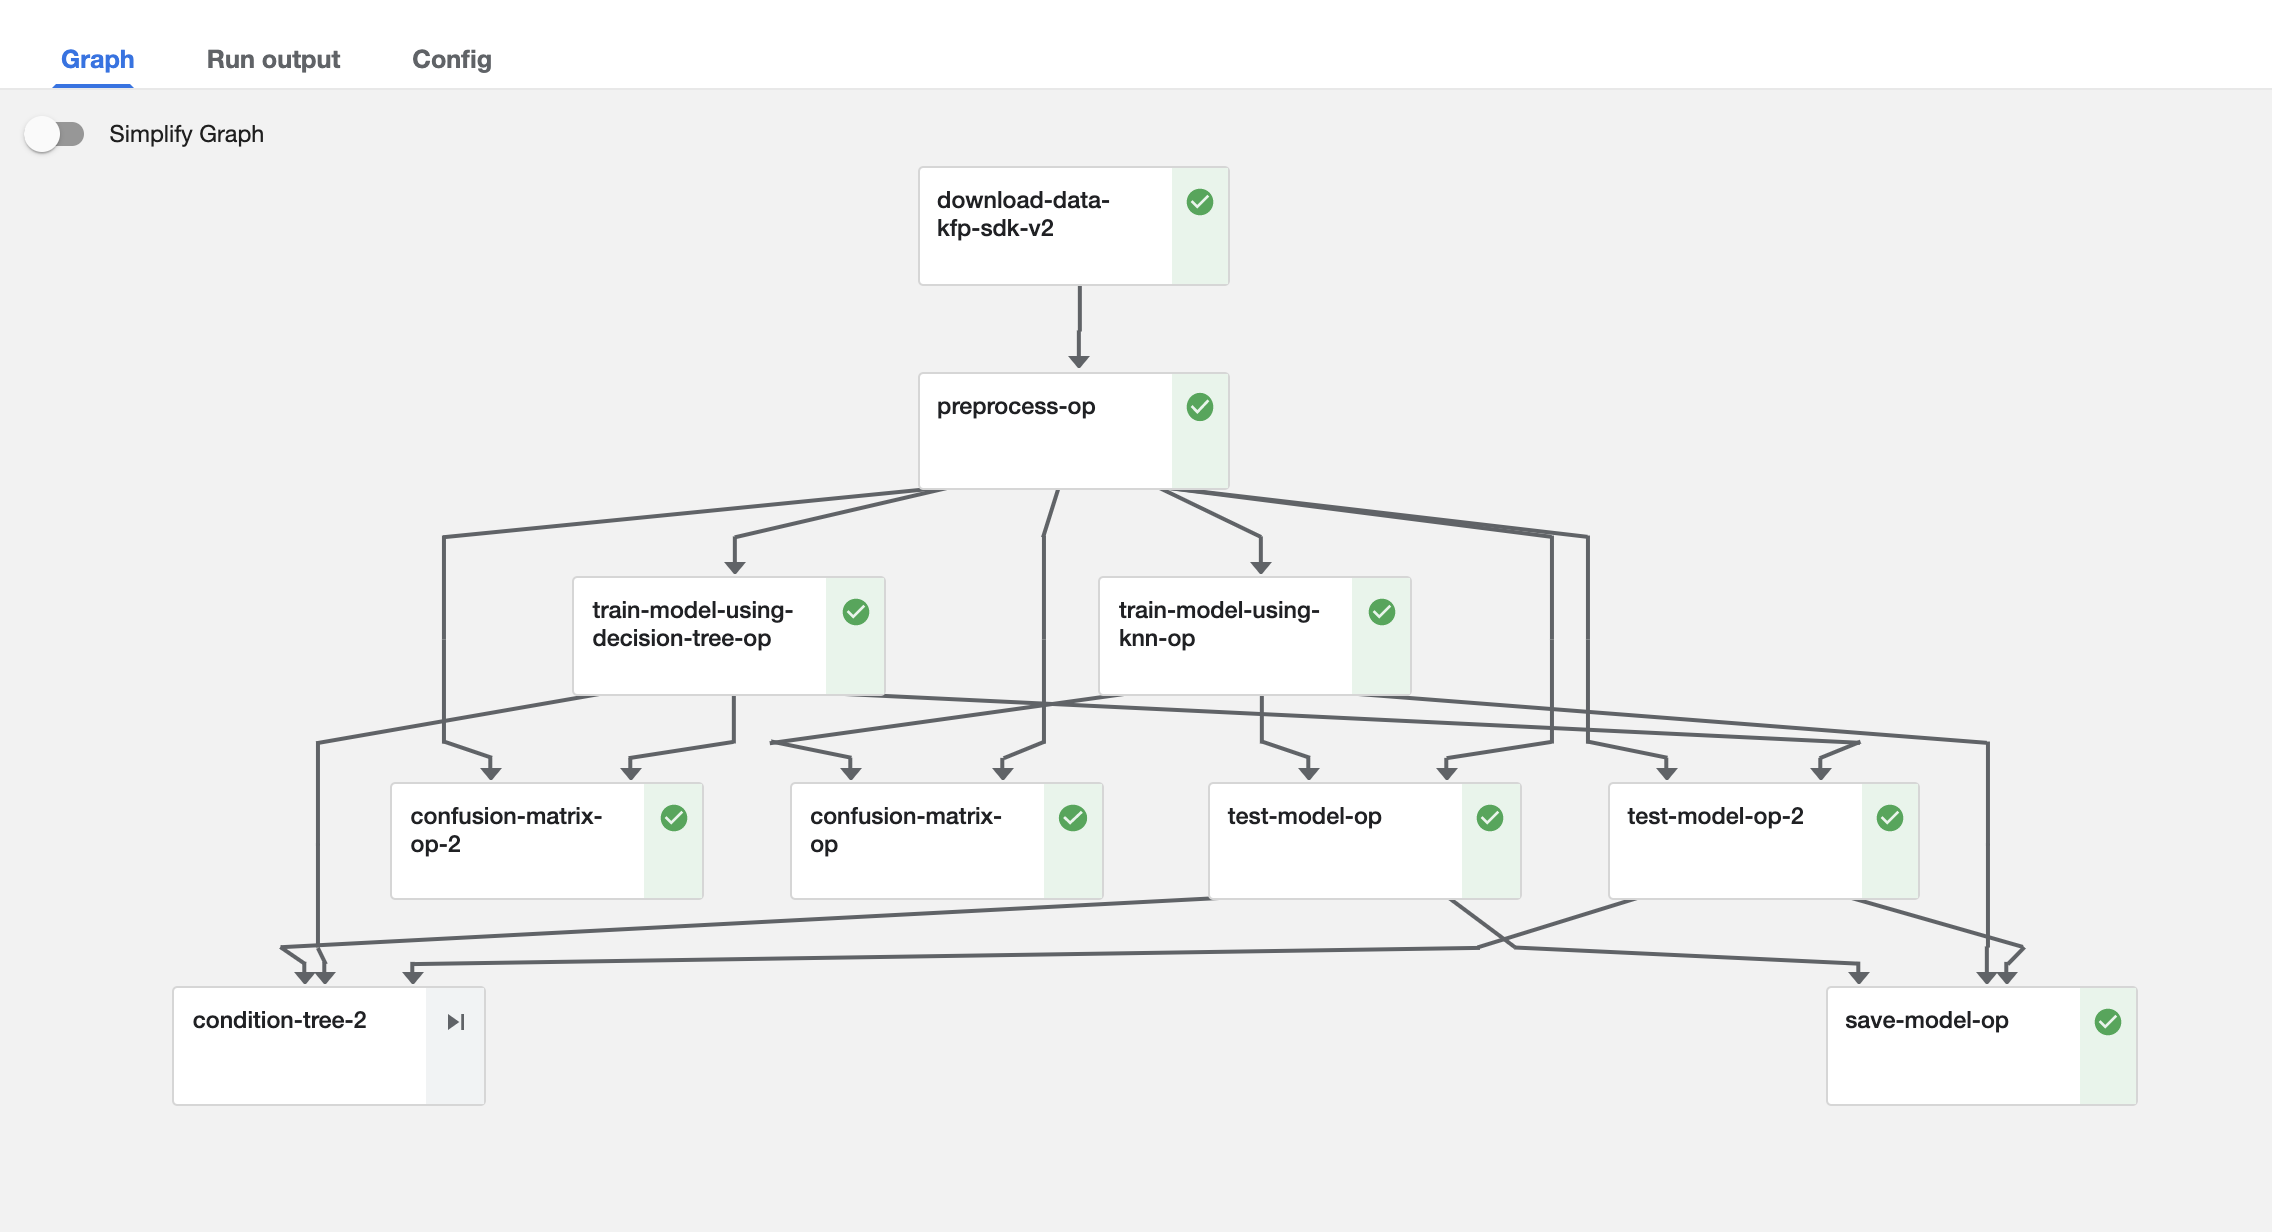 Graph
Run output
Config
Simplify Graph
download-data-
kfp-sdk-v2
preprocess-op
train-model-using-
decision-tree-op
train-model-using-
knn-op
confusion-matrix-
op-2
confusion-matrix-
op
test-model-op
test-model-op-2
condition-tree-2
save-model-op